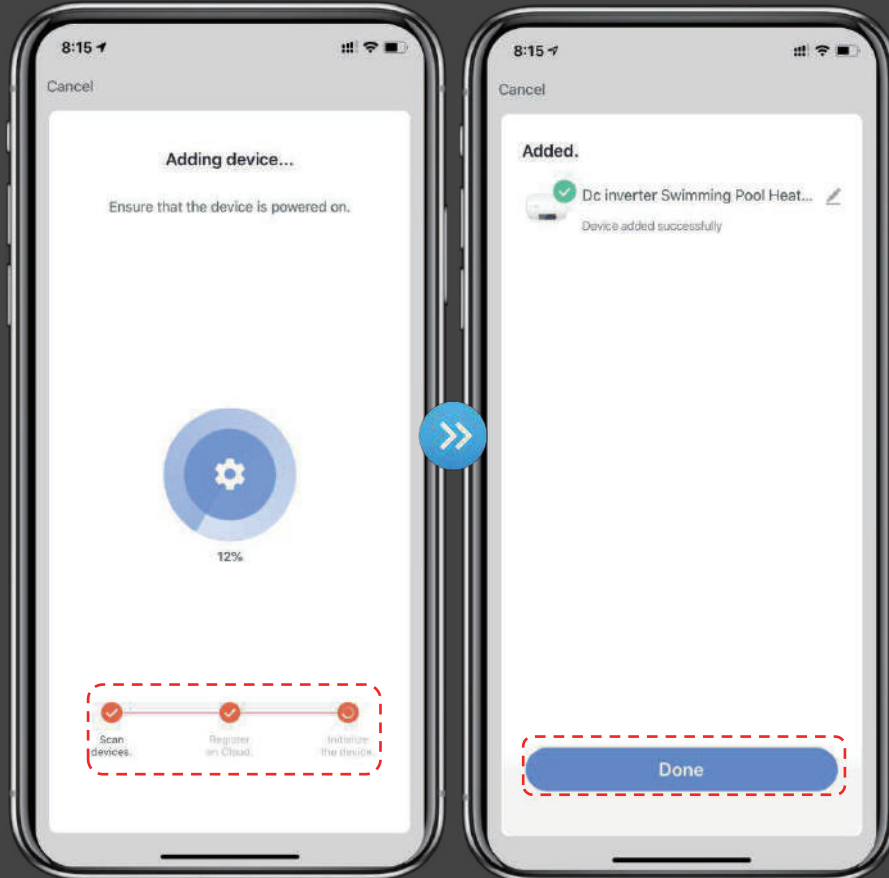 8:15
Cancel
Adding device...
Ensure that the device is powered on.
12%
Scan
devices.
Register
on Cloud.
Initialize
the device.
8:15
Cancel
Added.
Dc inverter Swimming Pool Heat...
Device added successfully
Done